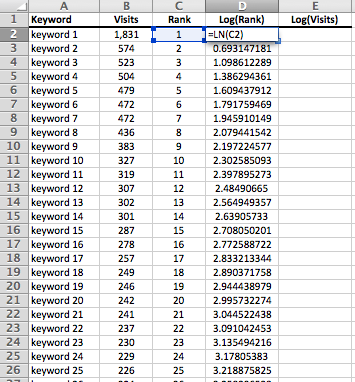 A B C D E
1 Keyword Visits Rank Log(Rank) Log(Visits)
2 keyword 1 1,831 1 =LN(C2)
3 keyword 2 574 2 0.693147181
4 keyword 3 523 3 1.098612289
5 keyword 4 504 4 1.386294361
6 keyword 5 479 5 1.609437912
7 keyword 6 472 6 1.791759469
8 keyword 7 472 7 1.945910149
9 keyword 8 436 8 2.079441542
10 keyword 9 383 9 2.197224577
11 keyword 10 327 10 2.302585093
12 keyword 11 319 11 2.397895273
13 keyword 12 307 12 2.48490665
14 keyword 13 302 13 2.564949357
15 keyword 14 301 14 2.63905733
16 keyword 15 287 15 2.708050201
17 keyword 16 278 16 2.772588722
18 keyword 17 257 17 2.833213344
19 keyword 18 249 18 2.890371758
20 keyword 19 246 19 2.944438979
21 keyword 20 242 20 2.995732274
22 keyword 21 241 21 3.044522438
23 keyword 22 237 22 3.091042453
24 keyword 23 230 23 3.135494216
25 keyword 24 229 24 3.17805383
26 keyword 25 226 25 3.218875825